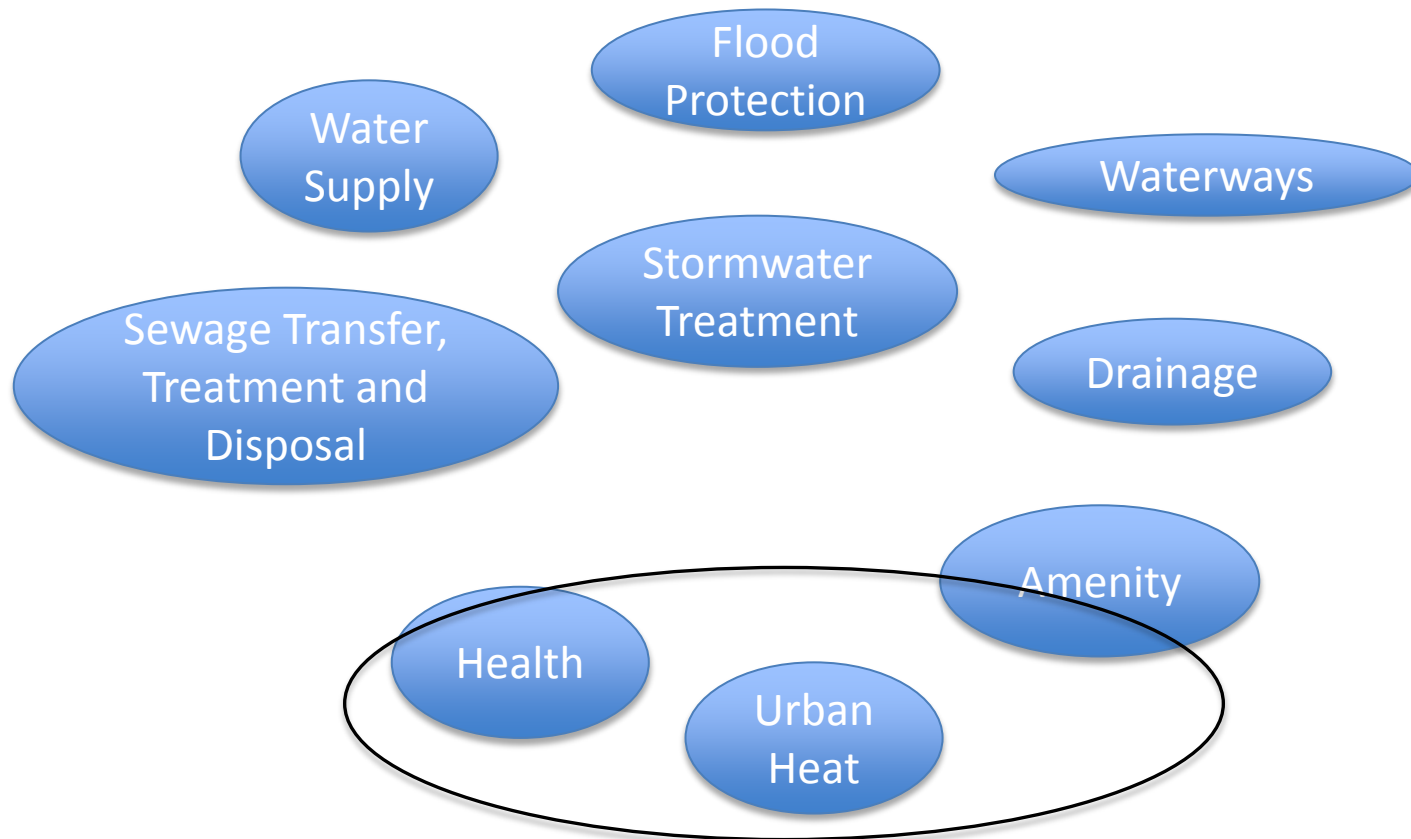 Flood
Protection
Water
Supply
Waterways
Stormwater
Treatment
Sewage Transfer,
Treatment and
Disposal
Drainage
Amenity
Health
Urban
Heat